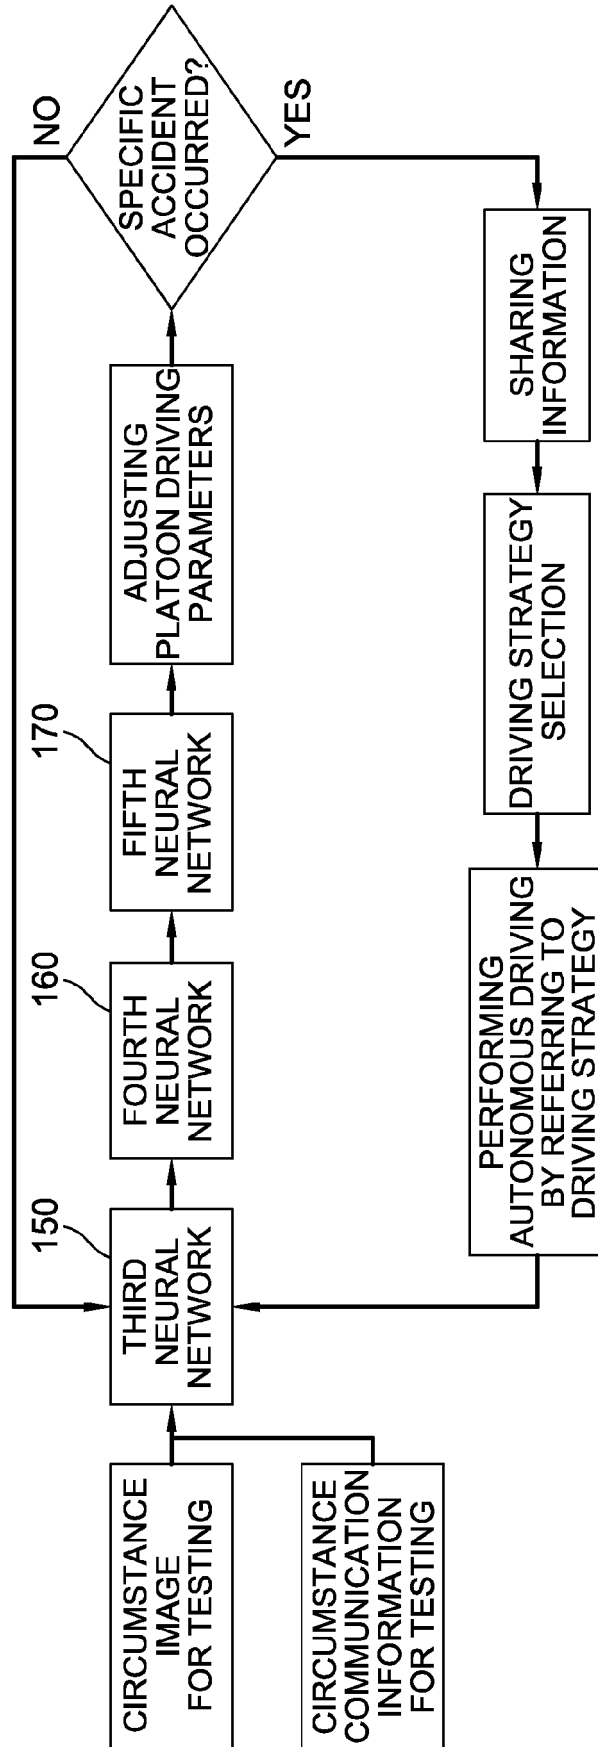 CIRCUMSTANCE
IMAGE
FOR TESTING
CIRCUMSTANCE
COMMUNICATION
INFORMATION
FOR TESTING
150
THIRD
NEURAL
NETWORK
160
FOURTH
NEURAL
NETWORK
170
FIFTH
NEURAL
NETWORK
ADJUSTING
PLATOON DRIVING
PARAMETERS
SPECIFIC
ACCIDENT
OCCURRED?
NO
YES
SHARING
INFORMATION
DRIVING STRATEGY
SELECTION
PERFORMING
AUTONOMOUS DRIVING
BY REFERRING TO
DRIVING STRATEGY